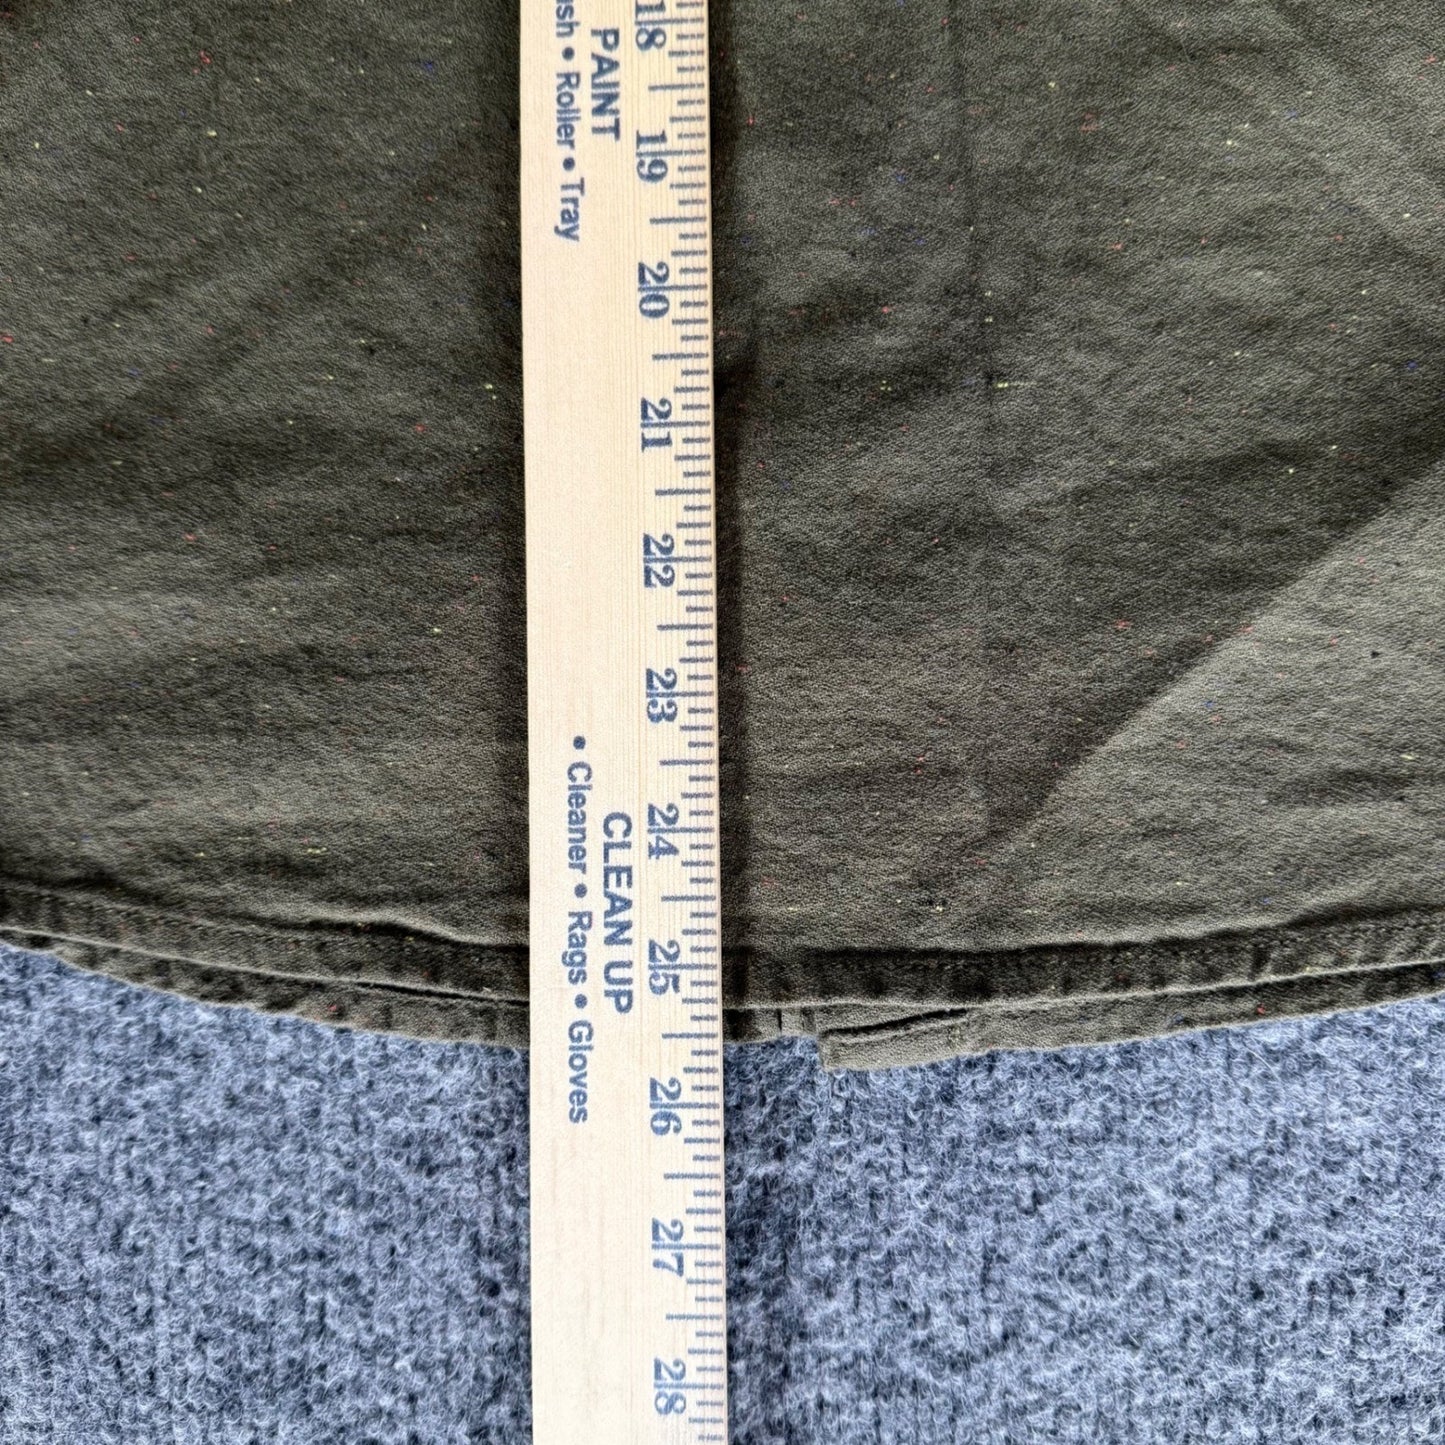 PAINT
• Roller • Tray
CLEAN UP
• Cleaner • Rags • Gloves
18
19
20
21
22
23
24
25
26
27
28